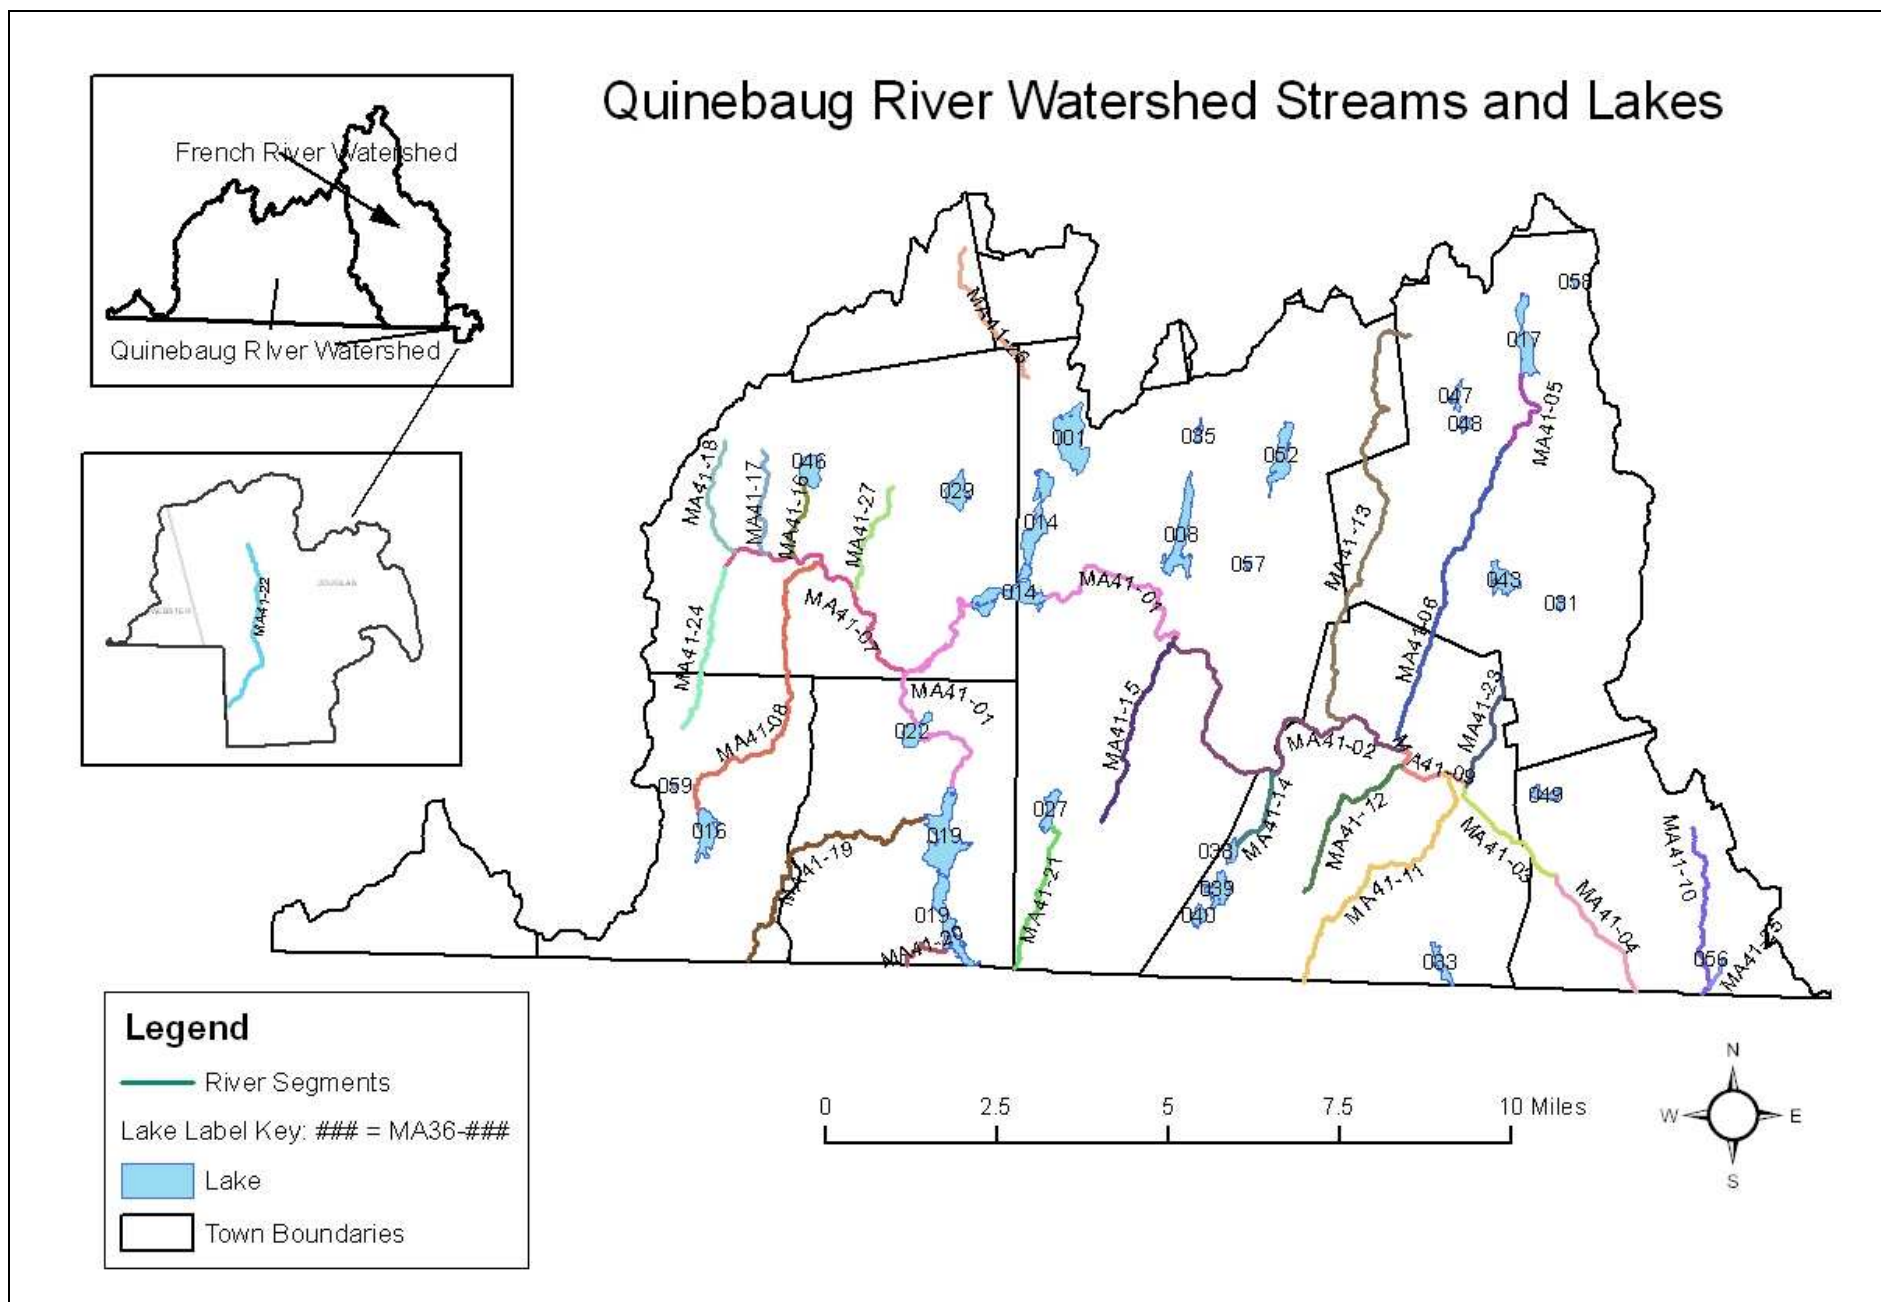 Quinebaug River Watershed Streams and Lakes
French River Watershed
Quinebaug RIver Watershed
WEBSTER
DOUGLAS
MA41-22
MA41-26
058
017
047
048
MA41-05
001
035
052
MA41-18
MA41-17
046
MA41-16
MA41-27
029
014
008
057
MA41-13
043
031
MA41-24
MA41-07
014
MA41-01
MA41-06
MA41-08
MA41-01
022
MA41-15
MA41-02
MA41-23
MA41-09
059
016
019
027
MA41-14
MA41-12
049
MA41-19
038
MA41-03
MA41-10
039
040
MA41-11
MA41-21
019
MA41-20
033
MA41-04
056
MA41-25
Legend
River Segments
Lake Label Key: ### = MA36-###
Lake
Town Boundaries
0 2.5 5 7.5 10 Miles
N
W E
S